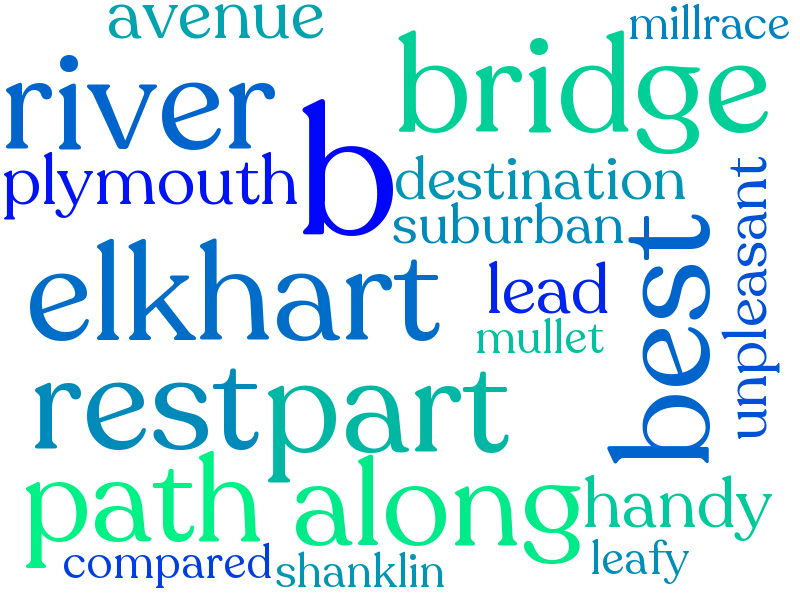 avenue
millrace
river
bridge
b
plymouth
destination
suburban
best
unpleasant
elkhart
lead
mullet
rest
part
path
along
handy
compared
shanklin
leafy